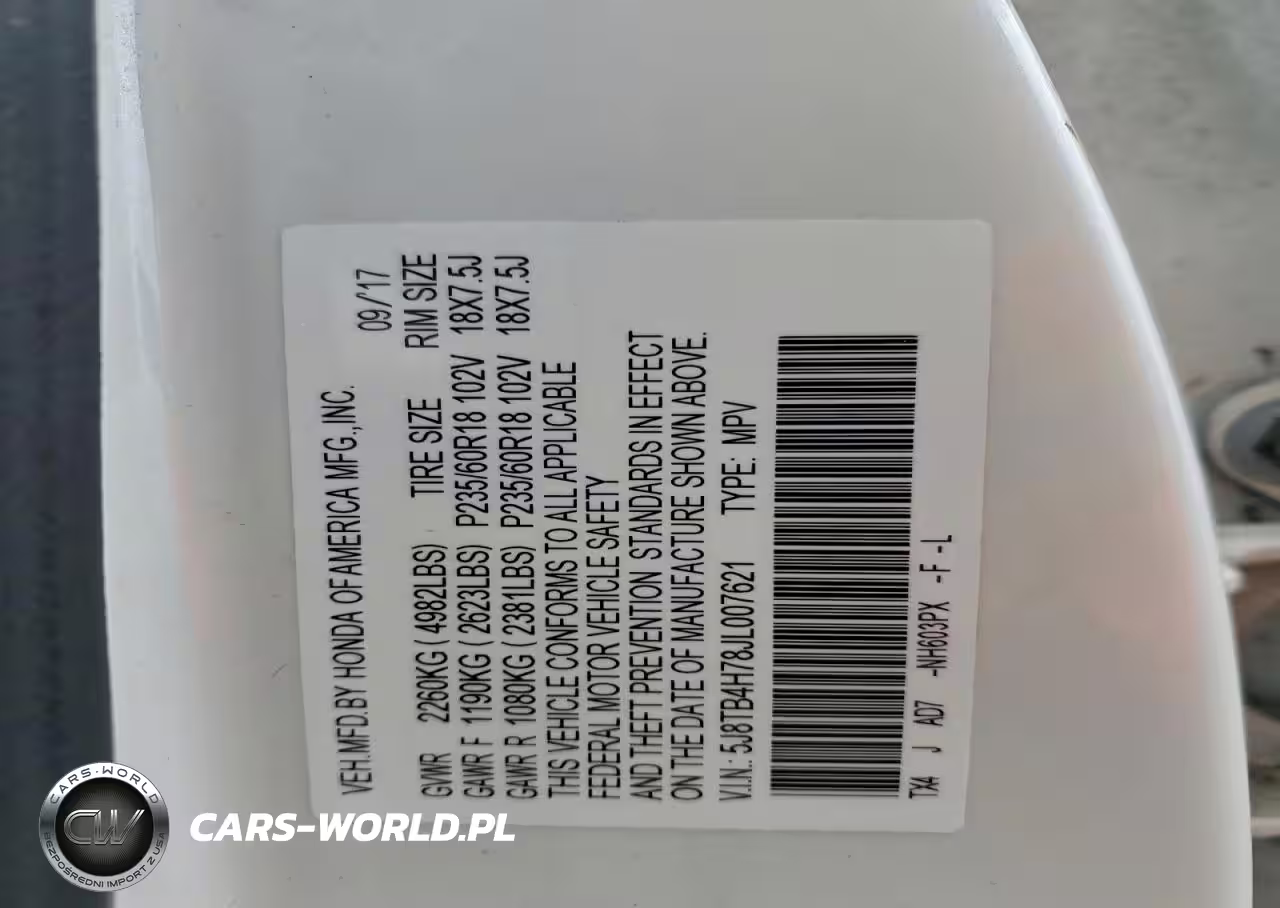 VEH.MFD.BY HONDA OF AMERICA MFG.,INC. 09/'17
GVWR 2260KG ( 4982LBS) TIRE SIZE RIM SIZE
GAWR F 1190KG ( 2623LBS) P235/60R18 102V 18X7.5J
GAWR R 1080KG ( 2381LBS) P235/60R18 102V 18X7.5J
THIS VEHICLE CONFORMS TO ALL APPLICABLE
FEDERAL MOTOR VEHICLE SAFETY
AND THEFT PREVENTION STANDARDS IN EFFECT
ON THE DATE OF MANUFACTURE SHOWN ABOVE.
V.I.N.: 5J8TB4H78JL007621 TYPE: MPV
TX4 J AD7 -NH603PX -F -L
CARS-WORLD
CW
BEZPOŚREDNI IMPORT Z USA
CARS-WORLD.PL